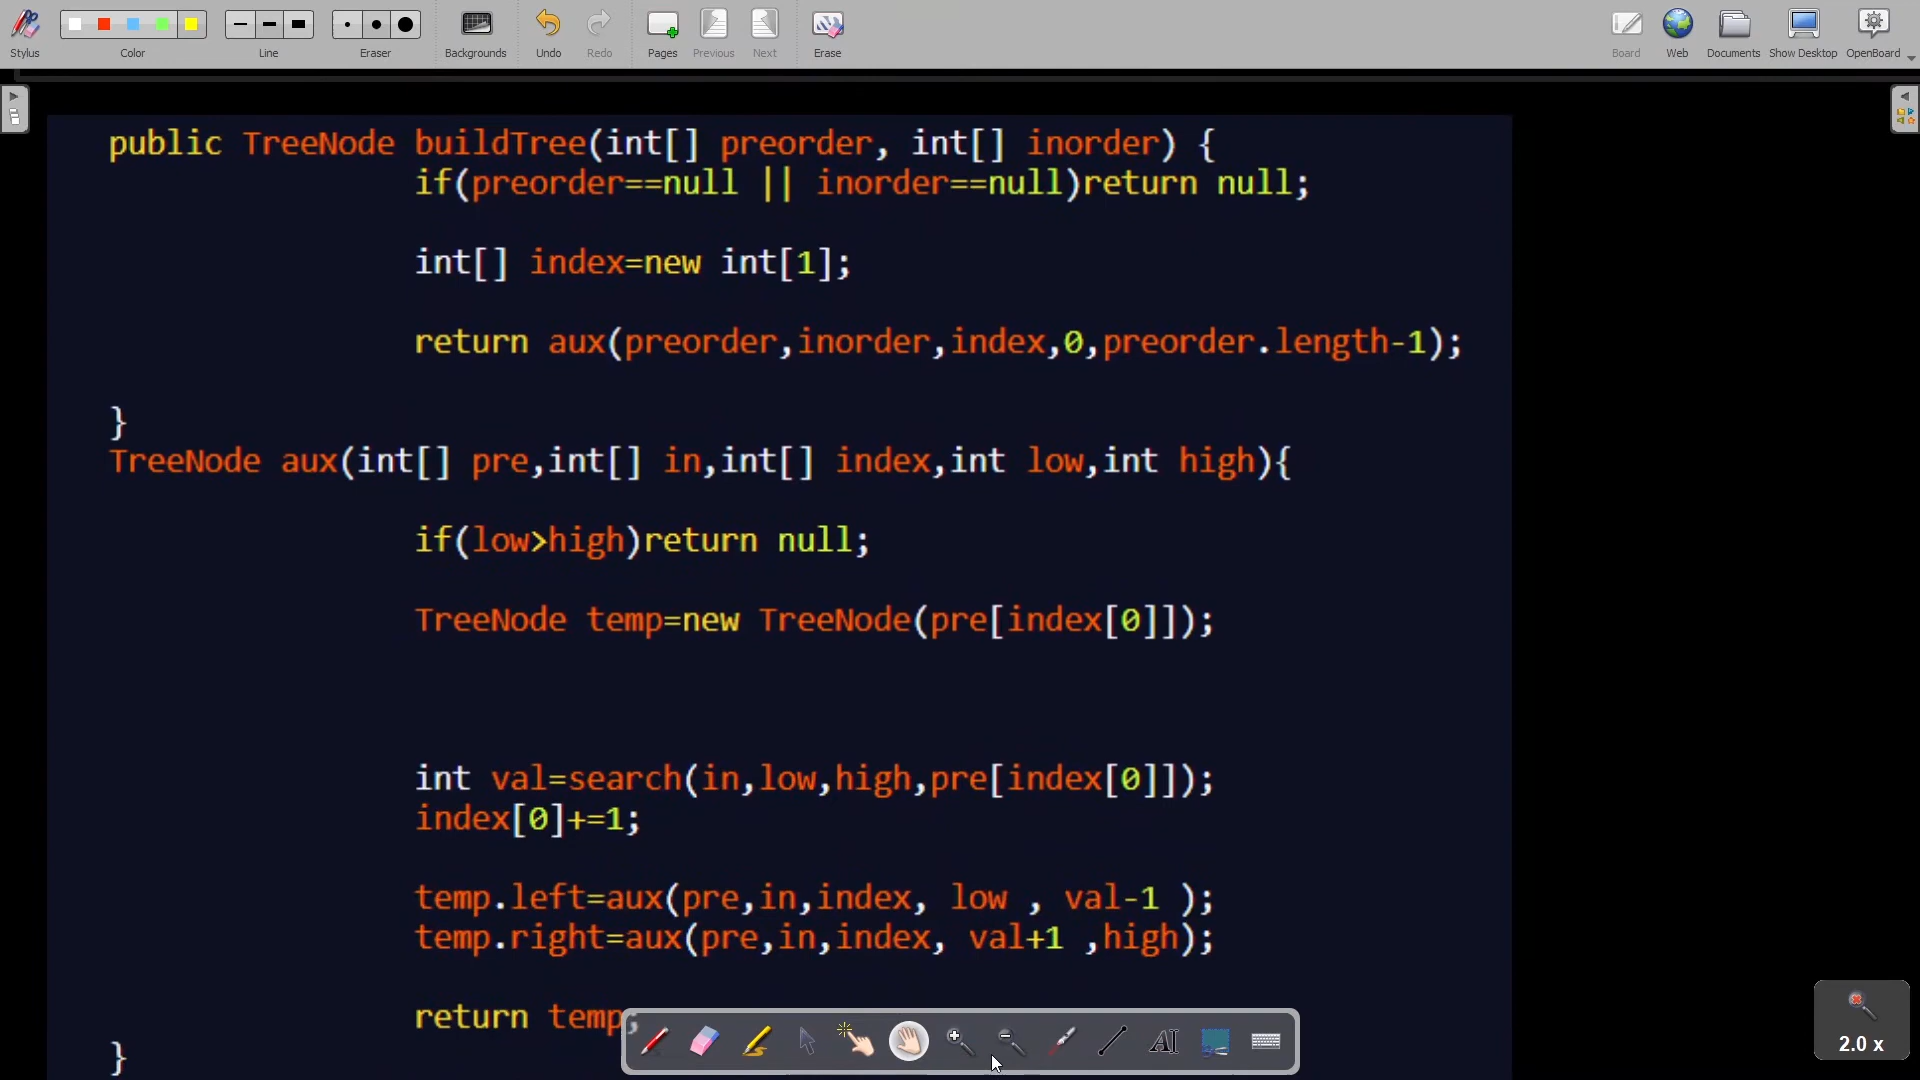 Stylus Color Line Eraser Backgrounds Undo Redo Pages Previous Next Erase Board Web Documents Show Desktop OpenBoard
public TreeNode buildTree(int[] preorder, int[] inorder) {
if(preorder==null || inorder==null)return null;
int[] index=new int[1];
return aux(preorder,inorder,index,0,preorder.length-1);
}
TreeNode aux(int[] pre,int[] in,int[] index,int low,int high){
if(low>high)return null;
TreeNode temp=new TreeNode(pre[index[0]]);
int val=search(in,low,high,pre[index[0]]);
index[0]+=1;
temp.left=aux(pre,in,index, low , val-1 );
temp.right=aux(pre,in,index, val+1 ,high);
return temp;
}
AI
2.0 x